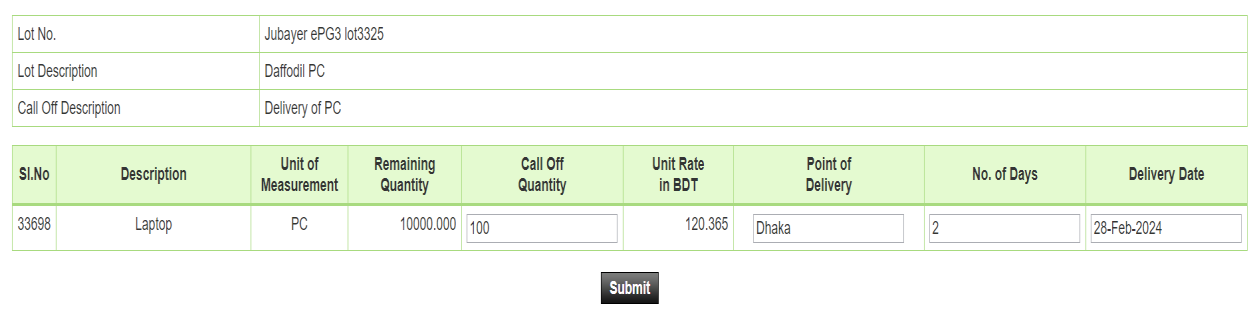 Lot No. Jubayer ePG3 lot3325
Lot Description Daffodil PC
Call Off Description Delivery of PC
Sl.No Description Unit of Measurement Remaining Quantity Call Off Quantity Unit Rate in BDT Point of Delivery No. of Days Delivery Date
33698 Laptop PC 10000.000 100 120.365 Dhaka 2 28-Feb-2024
Submit